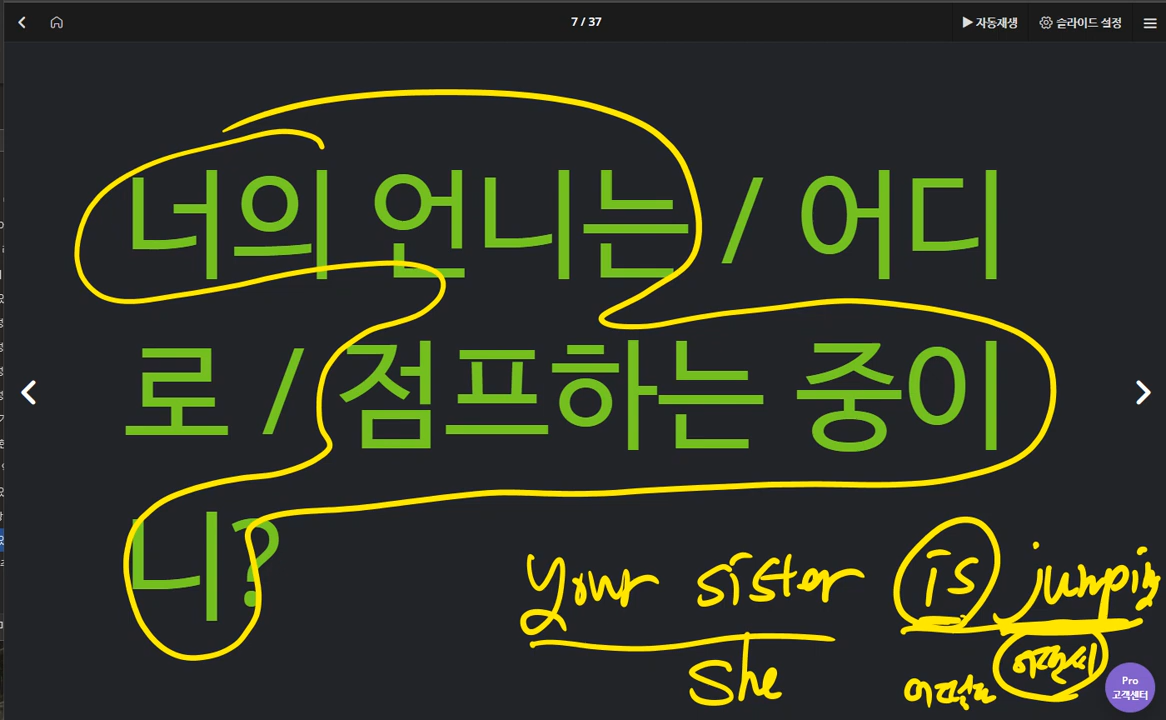 7 / 37
▶ 자동재생
슬라이드 설정
너의 언니는 / 어디
로 / 점프하는 중이
니?
your sister is jumping
she
Pro
고객센터